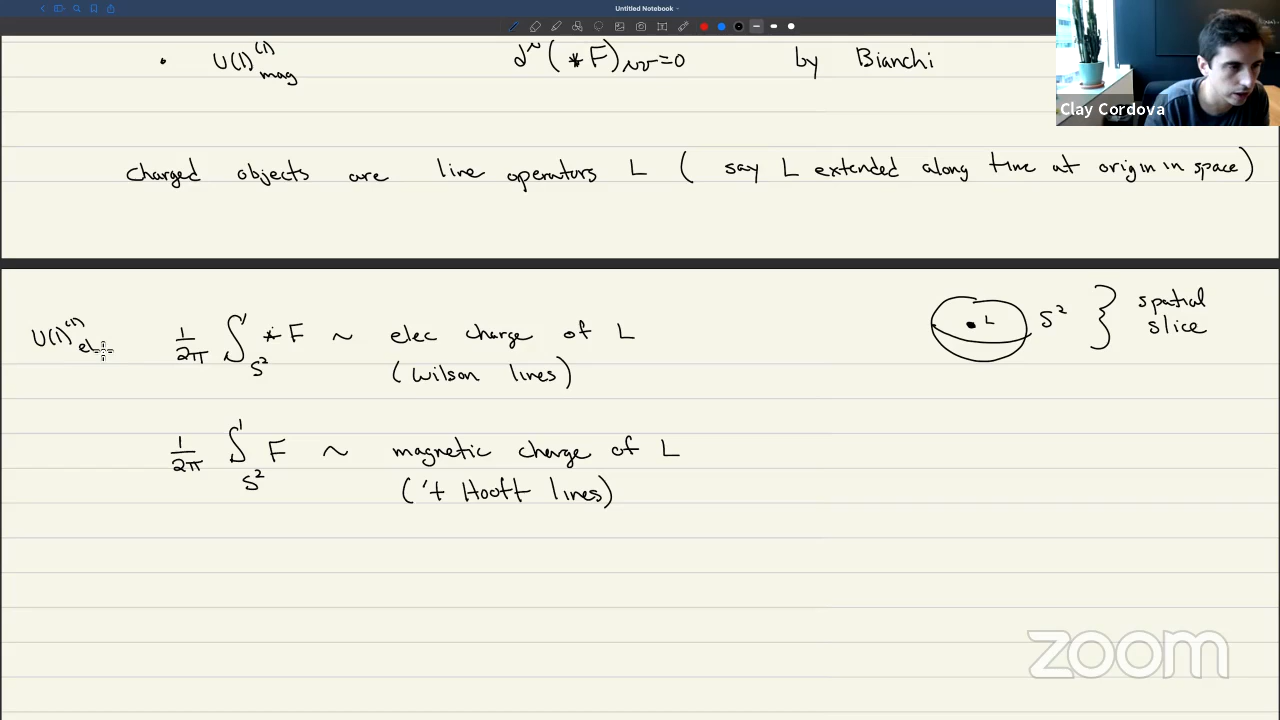 Untitled Notebook
• U(1)^(1)_mag ∂^μ (*F)_μν = 0 by Bianchi
Clay Cordova
charged objects are line operators L ( say L extended along time at origin in space )
U(1)^(1)_el 1/2π ∫_S² *F ~ elec charge of L
(Wilson lines)
L S² } spatial slice
1/2π ∫_S² F ~ magnetic charge of L
('t Hooft lines)
zoom